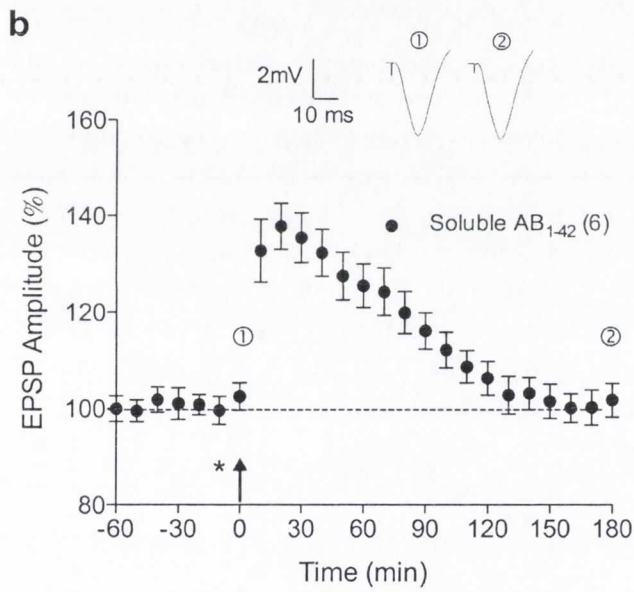 b
① ②
2mV
10 ms
160
140
120
100
80
EPSP Amplitude (%)
● Soluble AB1-42 (6)
① ②
*
-60 -30 0 30 60 90 120 150 180
Time (min)